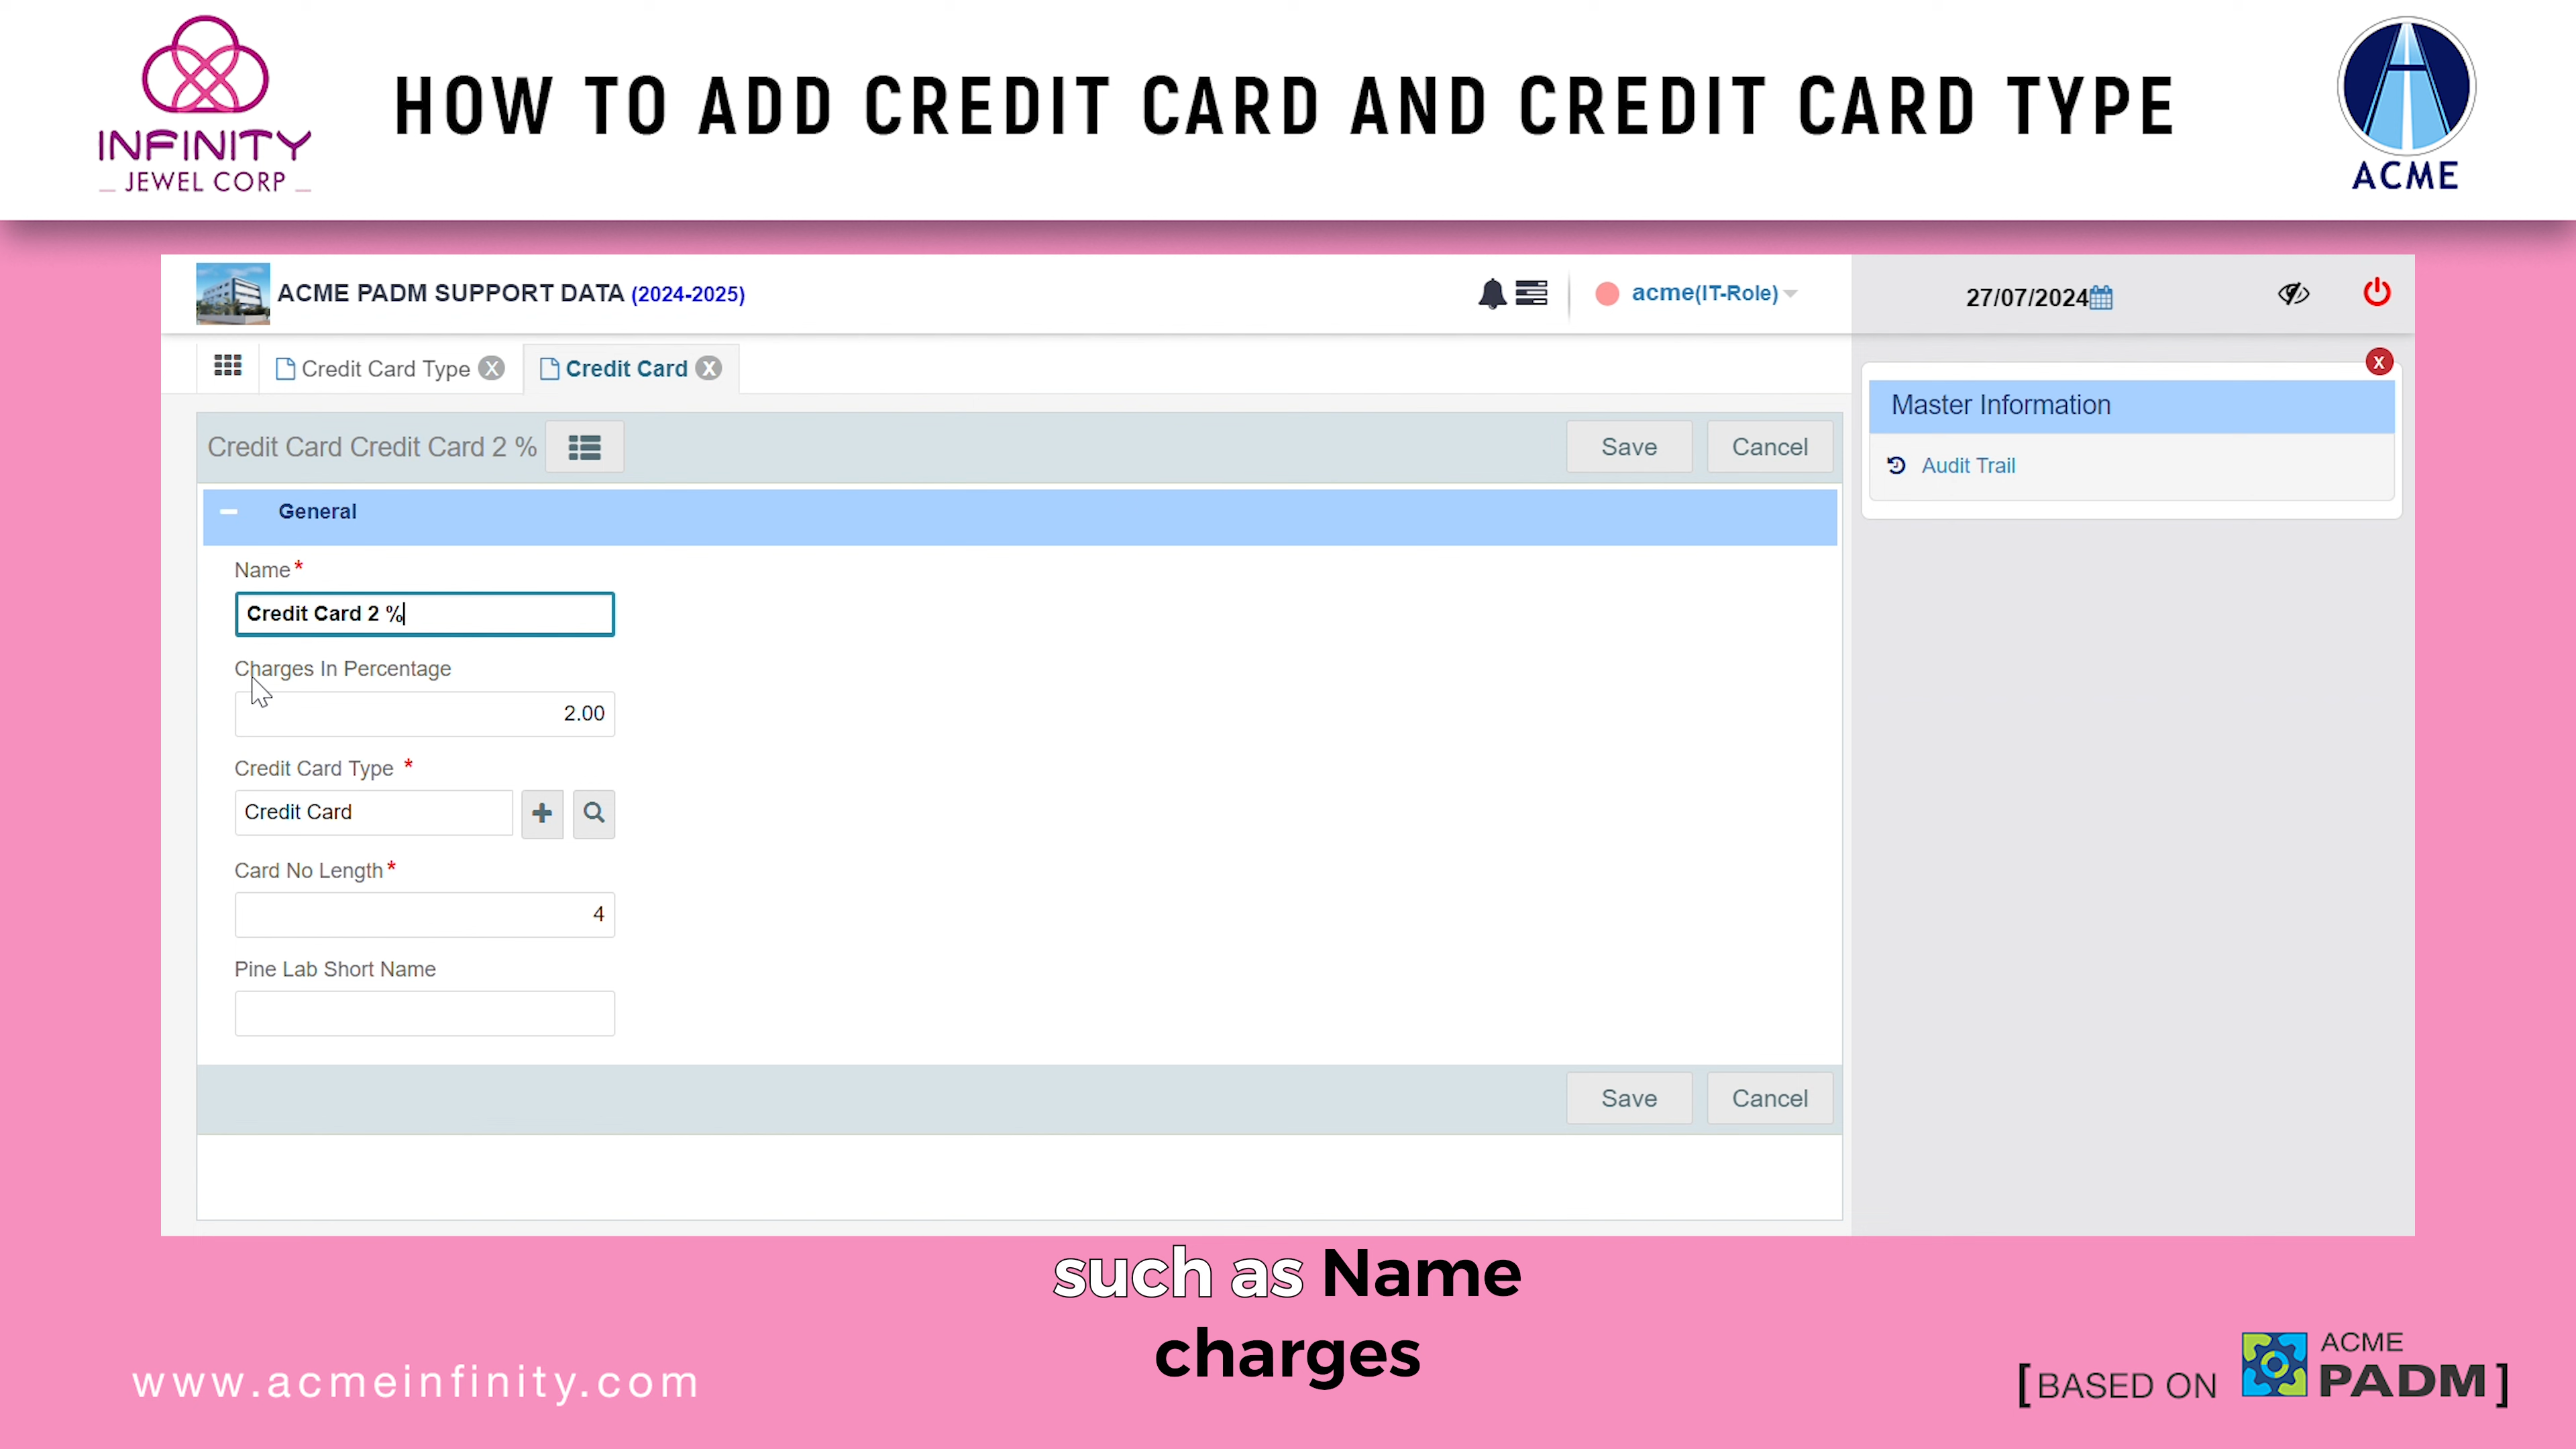 INFINITY
JEWEL CORP
HOW TO ADD CREDIT CARD AND CREDIT CARD TYPE
ACME
ACME PADM SUPPORT DATA (2024-2025)
acme(IT-Role)
27/07/2024
Credit Card Type X
Credit Card X
X
Master Information
Audit Trail
Credit Card Credit Card 2 %
Save
Cancel
General
Name*
Credit Card 2 %
Charges In Percentage
2.00
Credit Card Type *
Credit Card
Card No Length*
4
Pine Lab Short Name
Save
Cancel
such as Name
charges
www.acmeinfinity.com
[BASED ON ACME PADM]